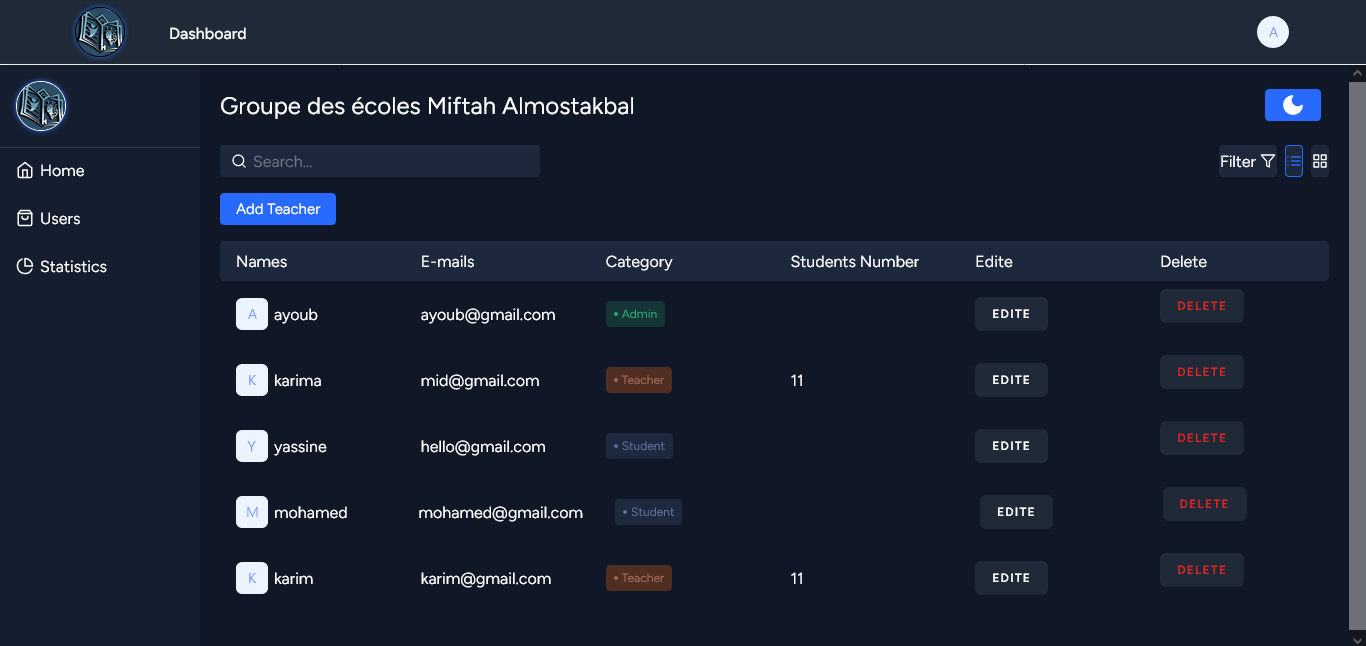 Dashboard
A
Groupe des écoles Miftah Almostakbal
Home
Users
Statistics
Search...
Filter
Add Teacher
Names E-mails Category Students Number Edite Delete
A ayoub ayoub@gmail.com • Admin EDITE DELETE
K karima mid@gmail.com • Teacher 11 EDITE DELETE
Y yassine hello@gmail.com • Student EDITE DELETE
M mohamed mohamed@gmail.com • Student EDITE DELETE
K karim karim@gmail.com • Teacher 11 EDITE DELETE